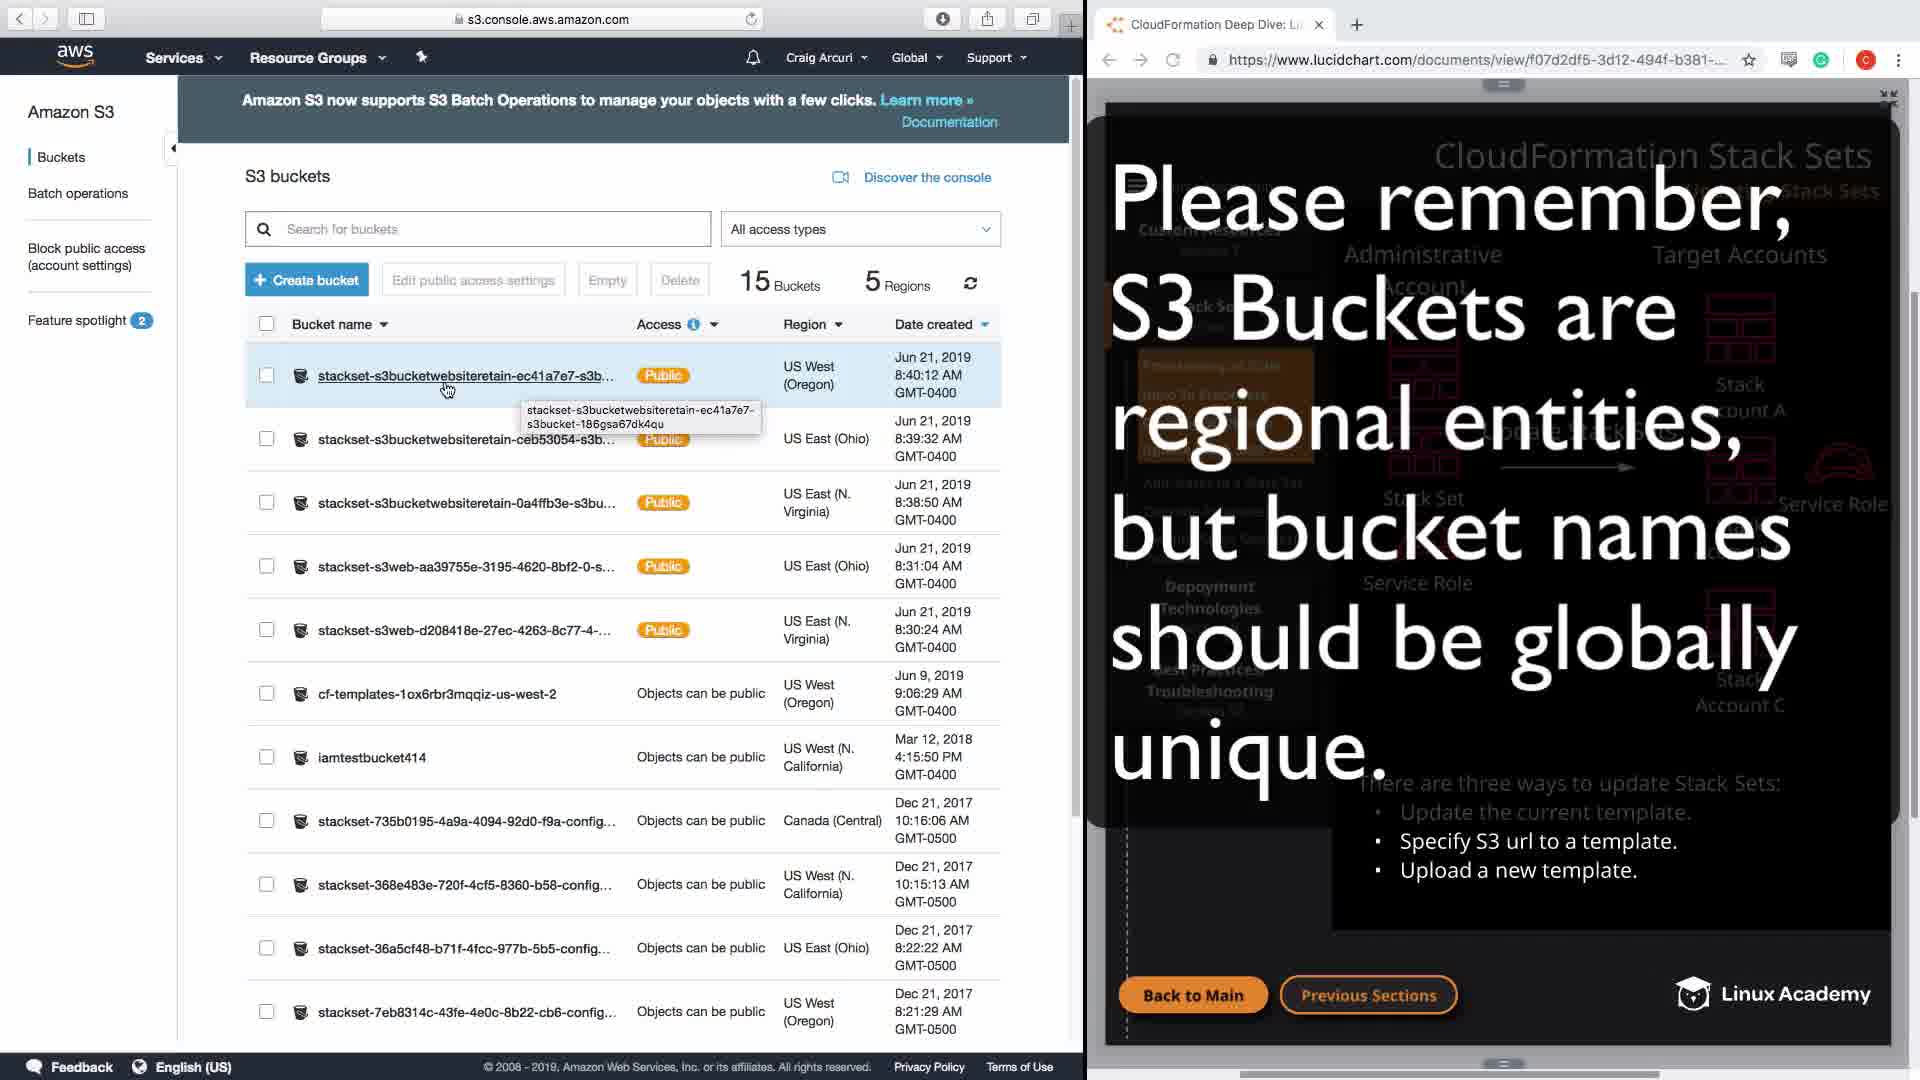 s3.console.aws.amazon.com
aws
Services
Resource Groups
Craig Arcuri
Global
Support
Amazon S3
Buckets
Batch operations
Block public access
(account settings)
Feature spotlight 2
Amazon S3 now supports S3 Batch Operations to manage your objects with a few clicks. Learn more »
Documentation
S3 buckets
Discover the console
Search for buckets
All access types
+ Create bucket
Edit public access settings
Empty
Delete
15 Buckets
5 Regions
Bucket name
Access
Region
Date created
stackset-s3bucketwebsiteretain-ec41a7e7-s3b...
Public
US West
(Oregon)
Jun 21, 2019
8:40:12 AM
GMT-0400
stackset-s3bucketwebsiteretain-ec41a7e7-
s3bucket-186gsa67dk4qu
stackset-s3bucketwebsiteretain-ceb53054-s3b...
Public
US East (Ohio)
Jun 21, 2019
8:39:32 AM
GMT-0400
stackset-s3bucketwebsiteretain-0a4ffb3e-s3bu...
Public
US East (N.
Virginia)
Jun 21, 2019
8:38:50 AM
GMT-0400
stackset-s3web-aa39755e-3195-4620-8bf2-0-s...
Public
US East (Ohio)
Jun 21, 2019
8:31:04 AM
GMT-0400
stackset-s3web-d208418e-27ec-4263-8c77-4-...
Public
US East (N.
Virginia)
Jun 21, 2019
8:30:24 AM
GMT-0400
cf-templates-1ox6rbr3mqqiz-us-west-2
Objects can be public
US West
(Oregon)
Jun 9, 2019
9:06:29 AM
GMT-0400
iamtestbucket414
Objects can be public
US West (N.
California)
Mar 12, 2018
4:15:50 PM
GMT-0400
stackset-735b0195-4a9a-4094-92d0-f9a-config...
Objects can be public
Canada (Central)
Dec 21, 2017
10:16:06 AM
GMT-0500
stackset-368e483e-720f-4cf5-8360-b58-config...
Objects can be public
US West (N.
California)
Dec 21, 2017
10:15:13 AM
GMT-0500
stackset-36a5cf48-b71f-4fcc-977b-5b5-config...
Objects can be public
US East (Ohio)
Dec 21, 2017
8:22:22 AM
GMT-0500
stackset-7eb8314c-43fe-4e0c-8b22-cb6-config...
Objects can be public
US West
(Oregon)
Dec 21, 2017
8:21:29 AM
GMT-0500
Feedback
English (US)
© 2008 - 2019, Amazon Web Services, Inc. or its affiliates. All rights reserved.
Privacy Policy
Terms of Use
CloudFormation Deep Dive: Li
https://www.lucidchart.com/documents/view/f07d2df5-3d12-494f-b381-...
C
CloudFormation Stack Sets
Stack Sets
Please remember,
S3 Buckets are
regional entities,
but bucket names
should be globally
unique.
Custom Resources
Administrative
Account
Target Accounts
Stack
Account A
Update Stack Sets
Stack Set
Service Role
Service Role
Deployment
Technologies
Best Practices
Troubleshooting
Stack
Account C
There are three ways to update Stack Sets:
• Update the current template.
• Specify S3 url to a template.
• Upload a new template.
Back to Main
Previous Sections
Linux Academy